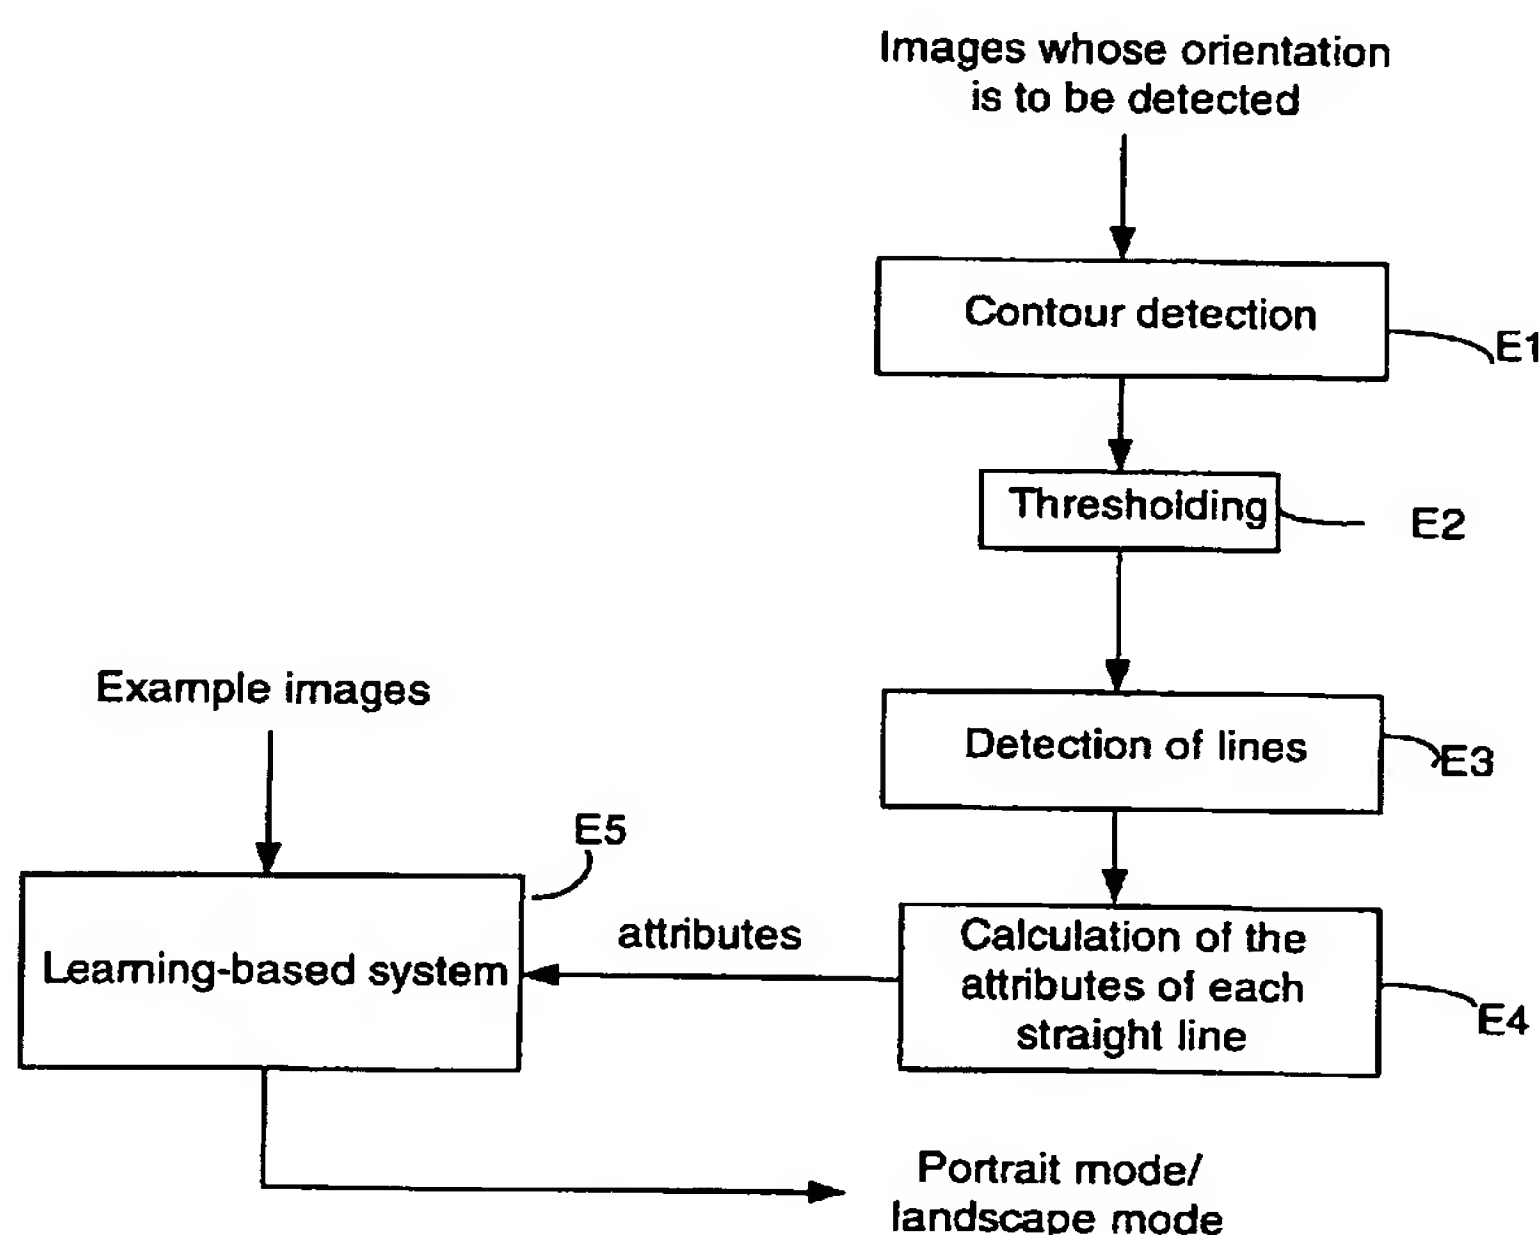 Images whose orientation
is to be detected
Contour detection
E1
Thresholding
E2
Example images
Detection of lines
E3
E5
attributes
Learning-based system
Calculation of the
attributes of each
straight line
E4
Portrait mode/
landscape mode